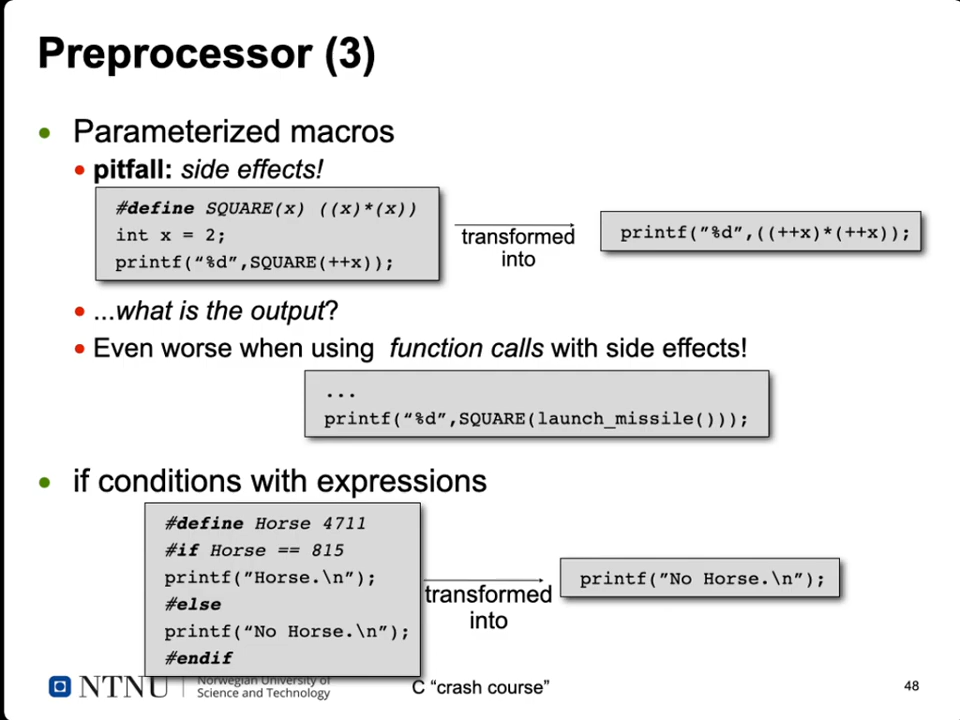 Preprocessor (3)
• Parameterized macros
• pitfall: side effects!
#define SQUARE(x) ((x)*(x))
int x = 2;
printf(“%d”,SQUARE(++x));
transformed
into
printf(”%d”,((++x)*(++x));
• ...what is the output?
• Even worse when using function calls with side effects!
...
printf(“%d”,SQUARE(launch_missile()));
• if conditions with expressions
#define Horse 4711
#if Horse == 815
printf(”Horse.\n”);
#else
printf(“No Horse.\n”);
#endif
transformed
into
printf(”No Horse.\n”);
NTNU
Norwegian University of
Science and Technology
C “crash course”
48